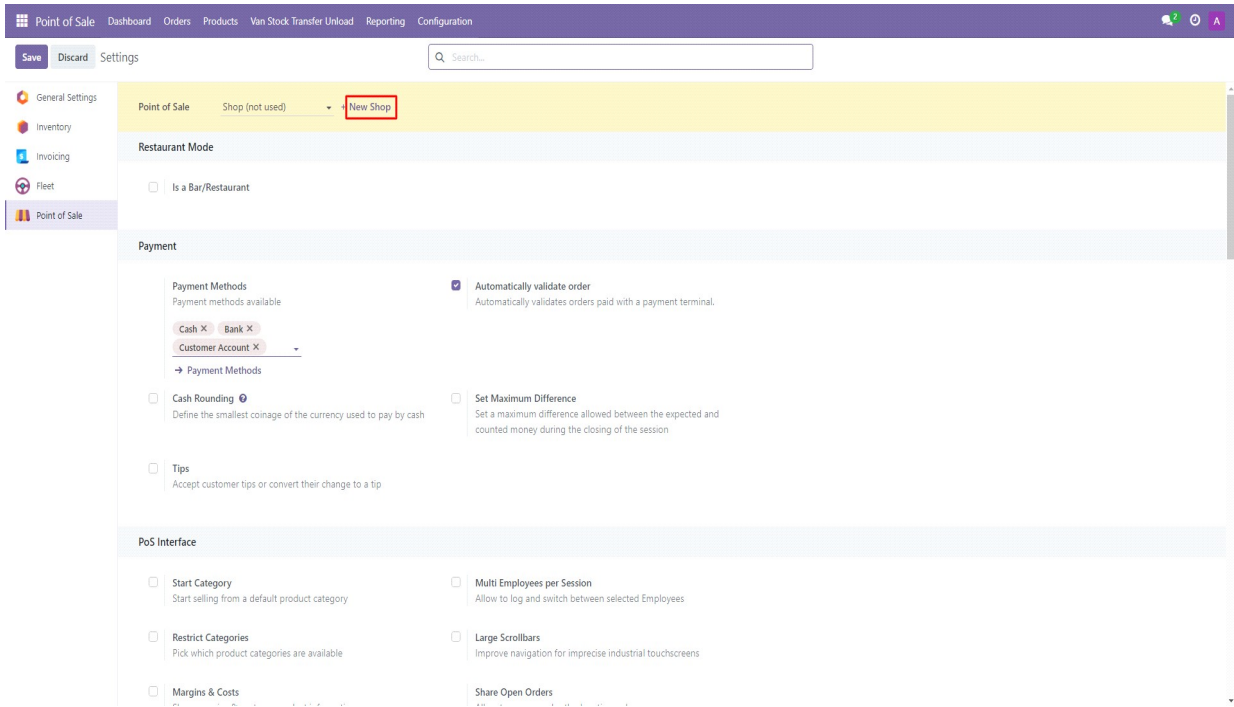 Point of Sale Dashboard Orders Products Van Stock Transfer Unload Reporting Configuration 2 A
Save Discard Settings Search...
General Settings
Inventory
Invoicing
Fleet
Point of Sale
Point of Sale Shop (not used) + New Shop
Restaurant Mode
Is a Bar/Restaurant
Payment
Payment Methods
Payment methods available
Cash × Bank ×
Customer Account ×
→ Payment Methods
Automatically validate order
Automatically validates orders paid with a payment terminal.
Cash Rounding ?
Define the smallest coinage of the currency used to pay by cash
Set Maximum Difference
Set a maximum difference allowed between the expected and
counted money during the closing of the session
Tips
Accept customer tips or convert their change to a tip
PoS Interface
Start Category
Start selling from a default product category
Multi Employees per Session
Allow to log and switch between selected Employees
Restrict Categories
Pick which product categories are available
Large Scrollbars
Improve navigation for imprecise industrial touchscreens
Margins & Costs
Share Open Orders